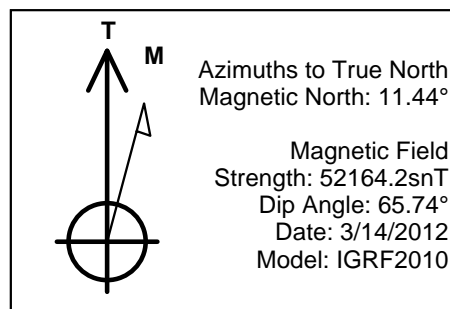 T
M
Azimuths to True North
Magnetic North: 11.44°
Magnetic Field
Strength: 52164.2snT
Dip Angle: 65.74°
Date: 3/14/2012
Model: IGRF2010